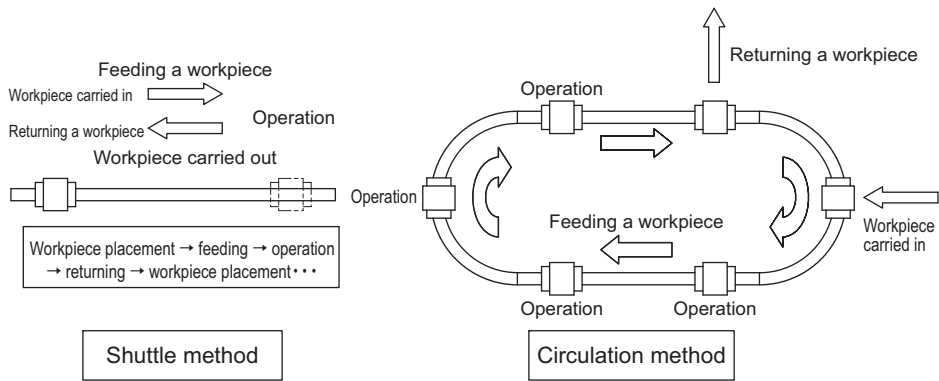 Feeding a workpiece
Workpiece carried in
Returning a workpiece
Operation
Workpiece carried out
Workpiece placement → feeding → operation
→ returning → workpiece placement･･･
Shuttle method
Returning a workpiece
Operation
Operation
Feeding a workpiece
Workpiece
carried in
Operation
Operation
Circulation method